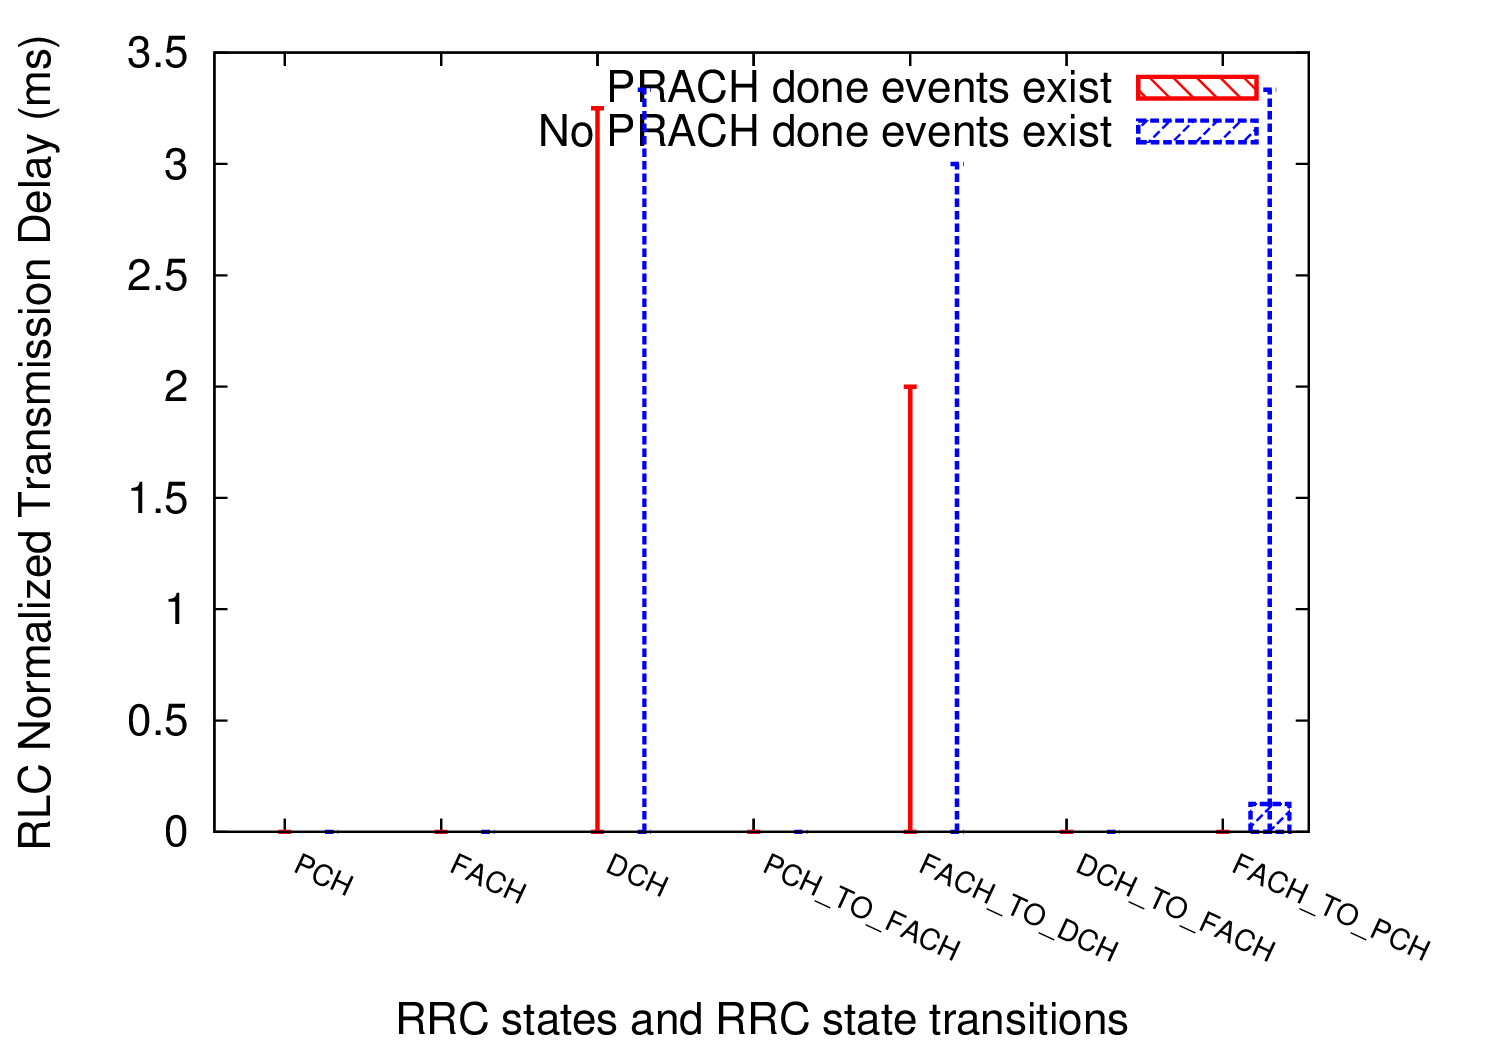 RLC Normalized Transmission Delay (ms)
3.5
3
2.5
2
1.5
1
0.5
0
PRACH done events exist
No PRACH done events exist
PCH
FACH
DCH
PCH_TO_FACH
FACH_TO_DCH
DCH_TO_FACH
FACH_TO_PCH
RRC states and RRC state transitions